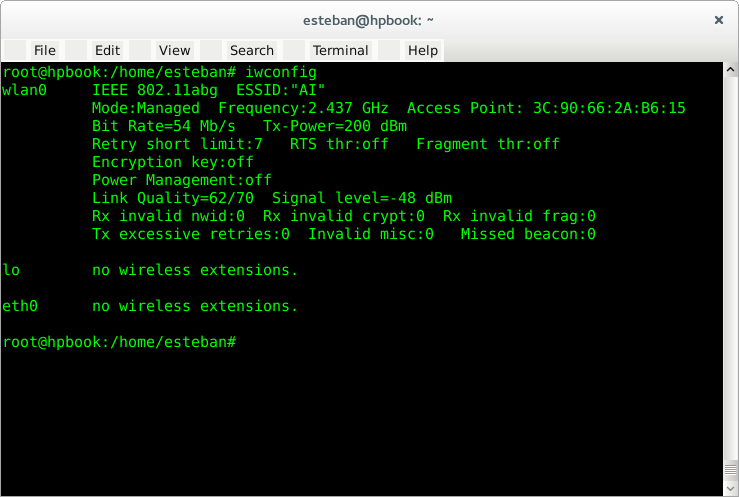 esteban@hpbook: ~
File Edit View Search Terminal Help
root@hpbook:/home/esteban# iwconfig
wlan0     IEEE 802.11abg  ESSID:"AI"
          Mode:Managed  Frequency:2.437 GHz  Access Point: 3C:90:66:2A:B6:15
          Bit Rate=54 Mb/s   Tx-Power=200 dBm
          Retry short limit:7   RTS thr:off   Fragment thr:off
          Encryption key:off
          Power Management:off
          Link Quality=62/70  Signal level=-48 dBm
          Rx invalid nwid:0  Rx invalid crypt:0  Rx invalid frag:0
          Tx excessive retries:0  Invalid misc:0   Missed beacon:0
lo        no wireless extensions.
eth0      no wireless extensions.
root@hpbook:/home/esteban#